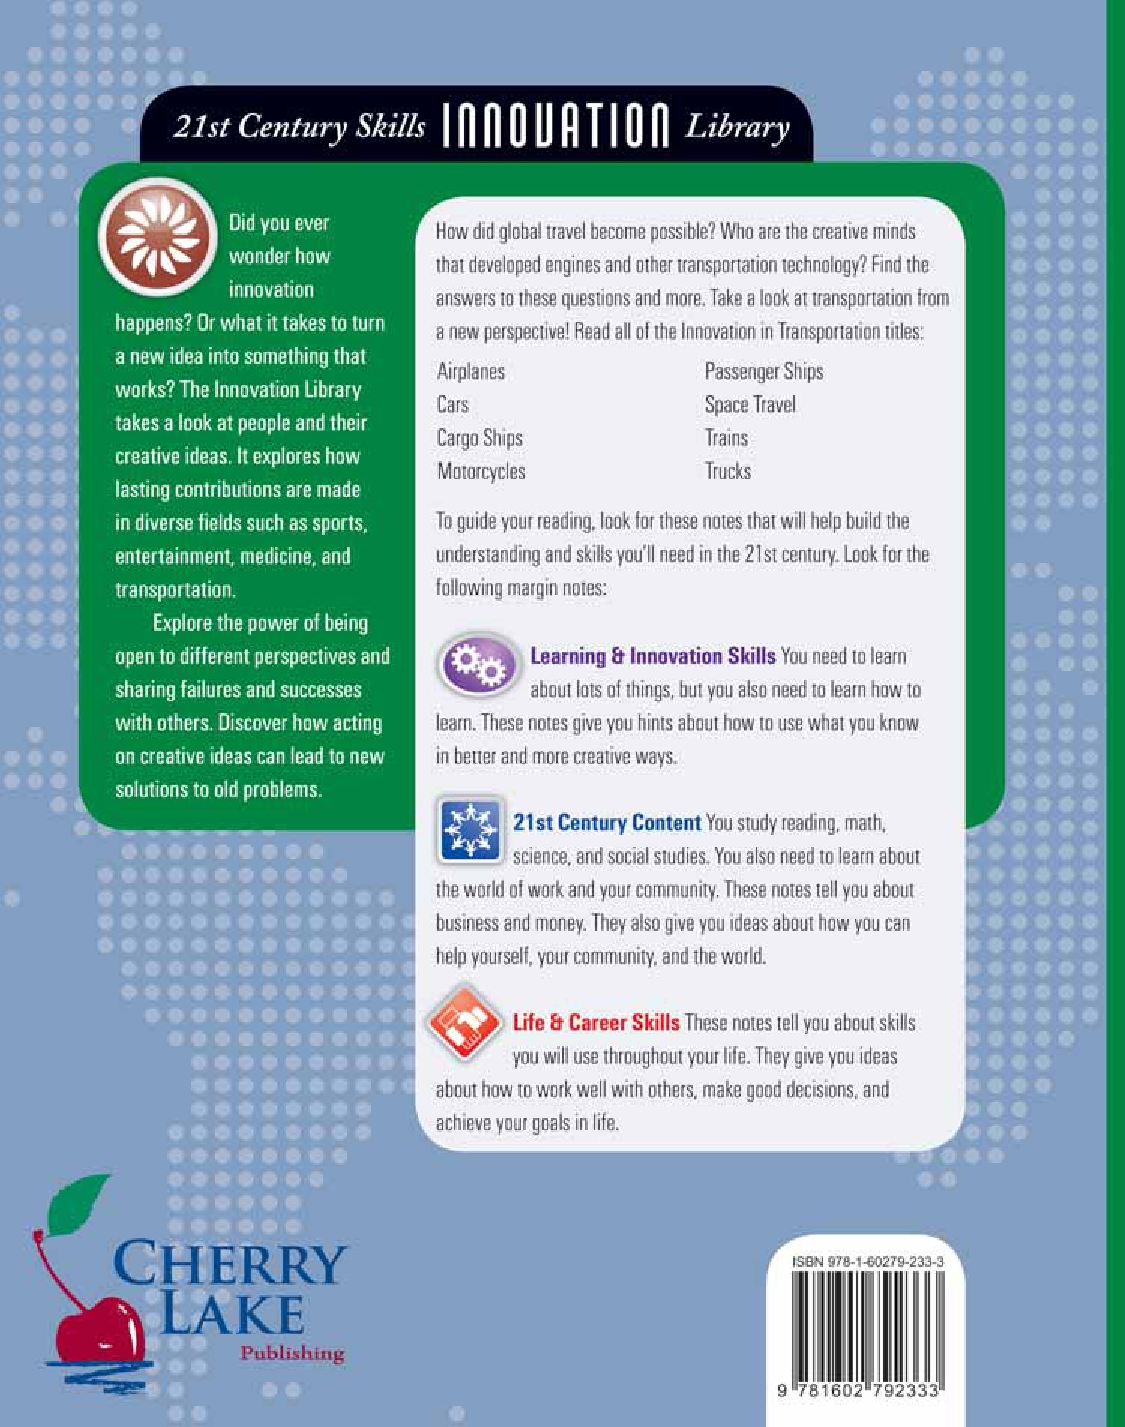 21st Century Skills INNOVATION Library
Did you ever
wonder how
innovation
happens? Or what it takes to turn
a new idea into something that
works? The Innovation Library
takes a look at people and their
creative ideas. It explores how
lasting contributions are made
in diverse fields such as sports,
entertainment, medicine, and
transportation.
Explore the power of being
open to different perspectives and
sharing failures and successes
with others. Discover how acting
on creative ideas can lead to new
solutions to old problems.
How did global travel become possible? Who are the creative minds
that developed engines and other transportation technology? Find the
answers to these questions and more. Take a look at transportation from
a new perspective! Read all of the Innovation in Transportation titles:
Airplanes
Cars
Cargo Ships
Motorcycles
Passenger Ships
Space Travel
Trains
Trucks
To guide your reading, look for these notes that will help build the
understanding and skills you'll need in the 21st century. Look for the
following margin notes:
Learning & Innovation Skills You need to learn
about lots of things, but you also need to learn how to
learn. These notes give you hints about how to use what you know
in better and more creative ways.
21st Century Content You study reading, math,
science, and social studies. You also need to learn about
the world of work and your community. These notes tell you about
business and money. They also give you ideas about how you can
help yourself, your community, and the world.
Life & Career Skills These notes tell you about skills
you will use throughout your life. They give you ideas
about how to work well with others, make good decisions, and
achieve your goals in life.
CHERRY
LAKE
Publishing
ISBN 978-1-60279-233-3
9 781602 792333